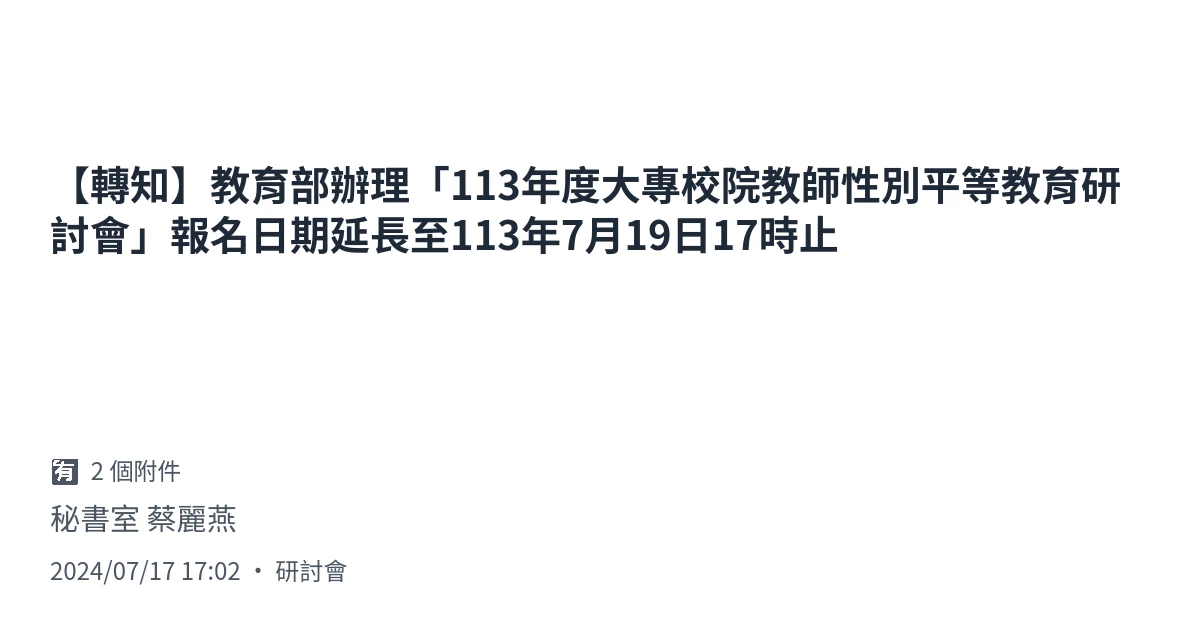 【轉知】教育部辦理「113年度大專校院教師性別平等教育研
討會」報名日期延長至113年7月19日17時止
🈶 2 個附件
秘書室 蔡麗燕
2024/07/17 17:02 · 研討會